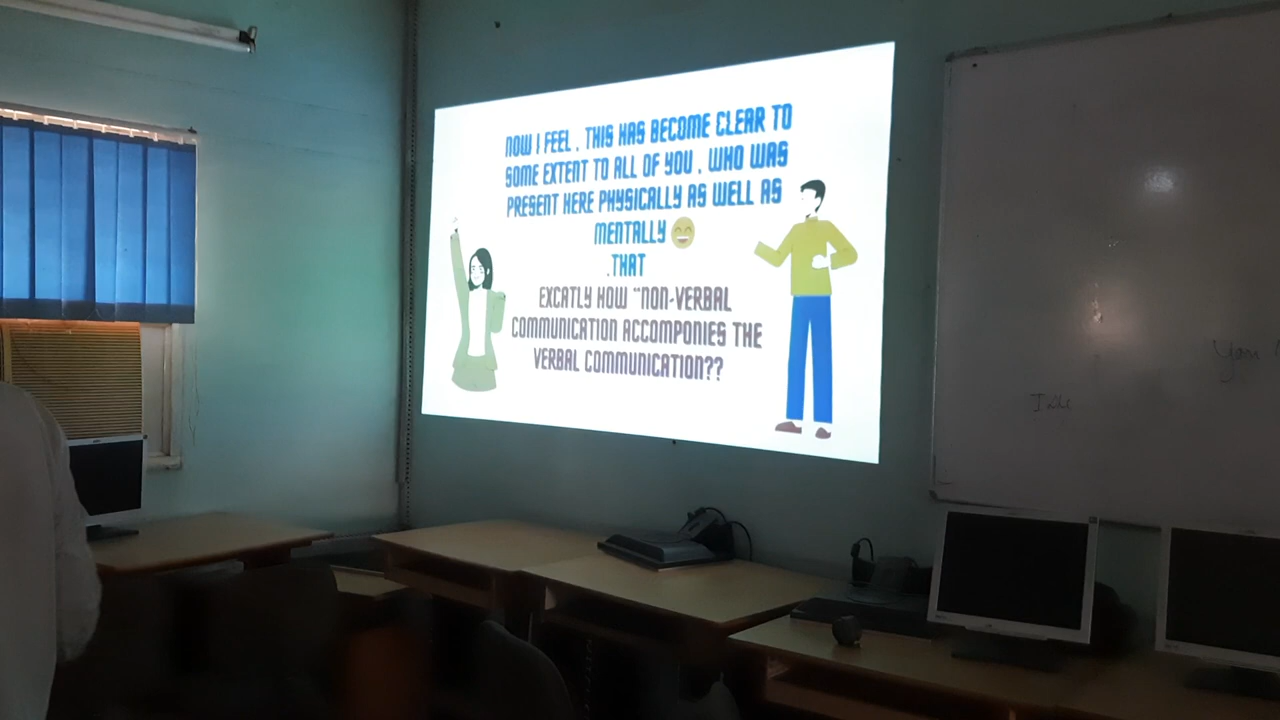 NOW I FEEL , THIS HAS BECOME CLEAR TO
SOME EXTENT TO ALL OF YOU , WHO WAS
PRESENT HERE PHYSICALLY AS WELL AS
MENTALLY 😄
.THAT
EXCATLY HOW “NON-VERBAL
COMMUNICATION ACCOMPONIES THE
VERBAL COMMUNICATION??
You